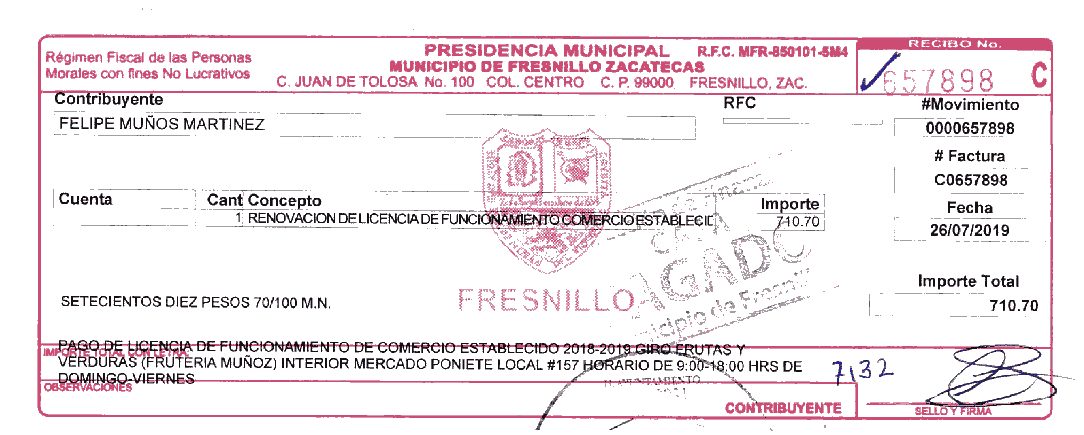 Régimen Fiscal de las Personas
Morales con fines No Lucrativos
PRESIDENCIA MUNICIPAL R.F.C. MFR-850101-5M4
MUNICIPIO DE FRESNILLO ZACATECAS
C. JUAN DE TOLOSA No. 100 COL. CENTRO C. P. 99000 FRESNILLO, ZAC.
RECIBO No.
657898 C
Contribuyente
FELIPE MUÑOS MARTINEZ
RFC
#Movimiento
0000657898
# Factura
C0657898
Fecha
26/07/2019
Cuenta Cant Concepto Importe
1 RENOVACION DE LICENCIA DE FUNCIONAMIENTO COMERCIO ESTABLECID 710.70
CAJA
PAGADO
FRESNILLO
Importe Total
710.70
SETECIENTOS DIEZ PESOS 70/100 M.N.
IMPORTE TOTAL CON LETRA:
PAGO DE LICENCIA DE FUNCIONAMIENTO DE COMERCIO ESTABLECIDO 2018-2019 GIRO FRUTAS Y
VERDURAS (FRUTERIA MUÑOZ) INTERIOR MERCADO PONIETE LOCAL #157 HORARIO DE 9:00-18:00 HRS DE
DOMINGO-VIERNES
OBSERVACIONES
H. AYUNTAMIENTO
7132
CONTRIBUYENTE
SELLO Y FIRMA